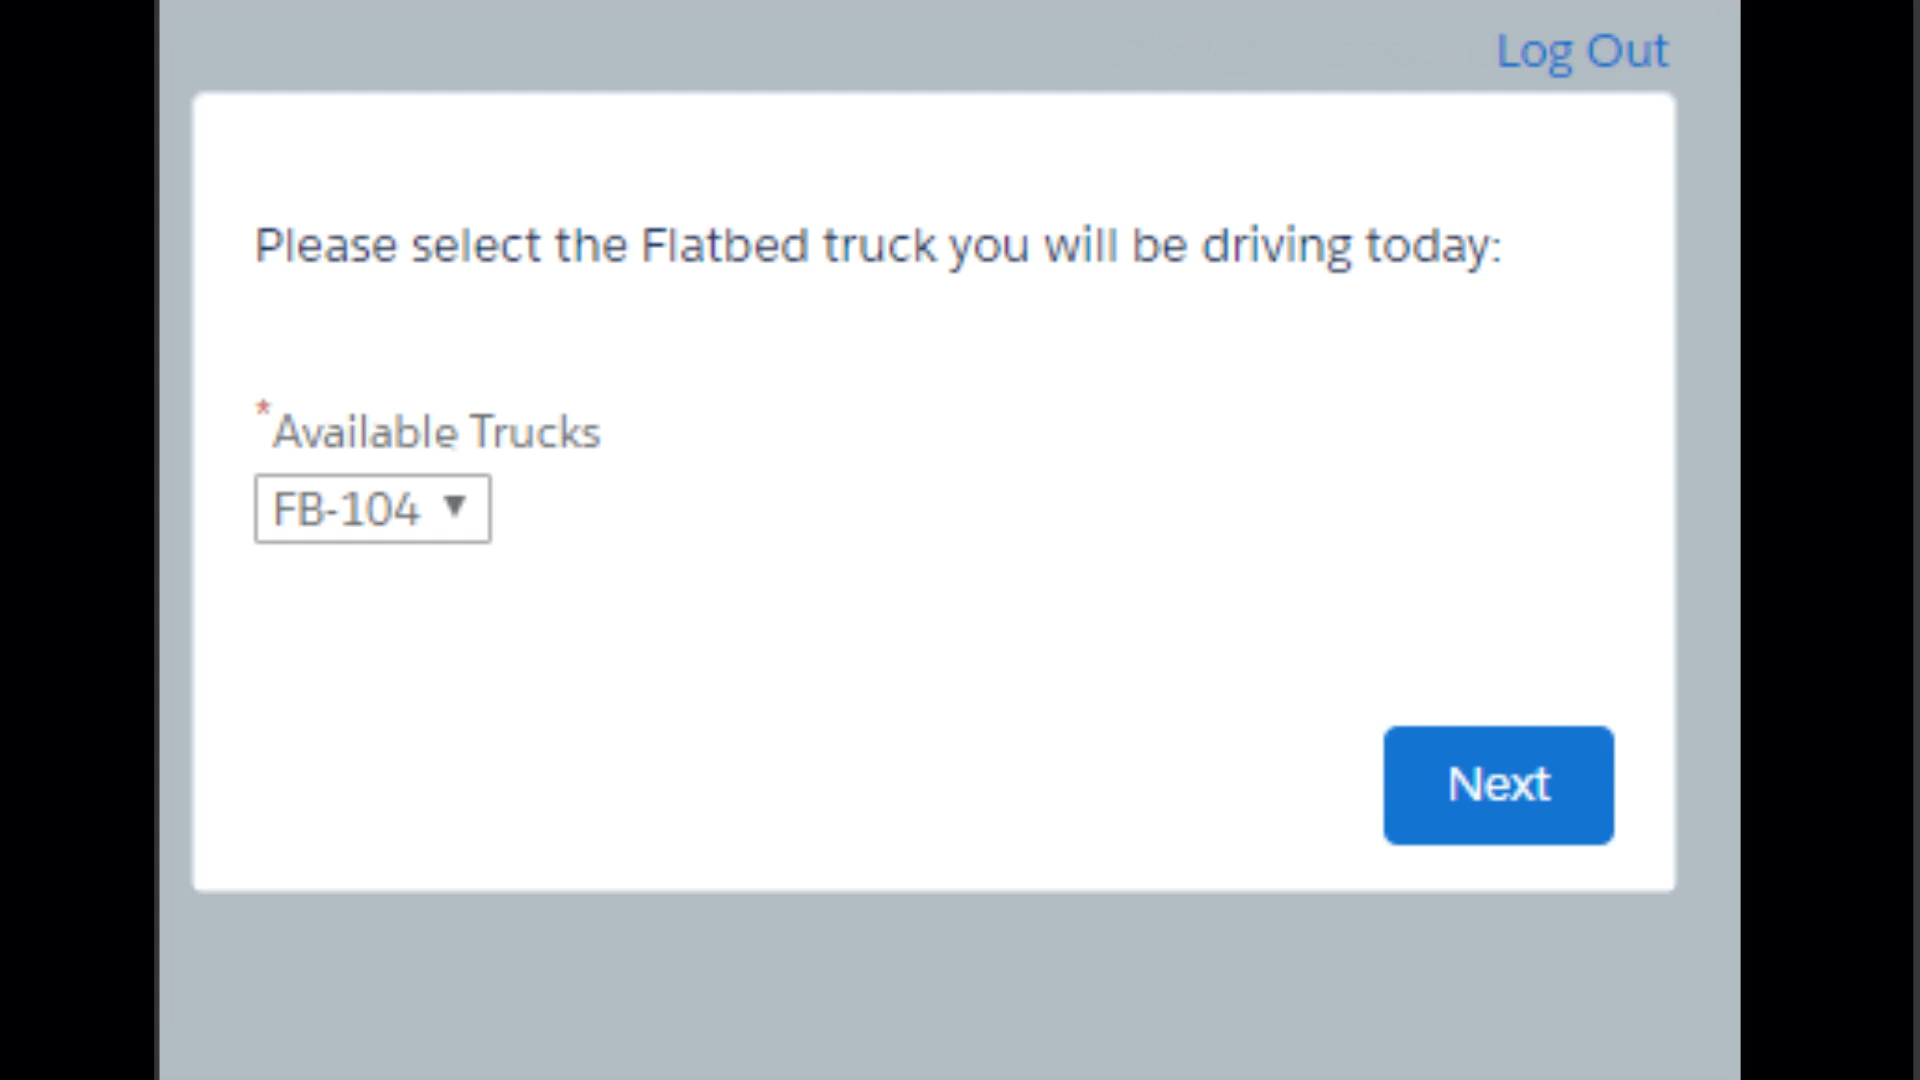 Log Out
Please select the Flatbed truck you will be driving today:
*Available Trucks
FB-104 ▼
Next